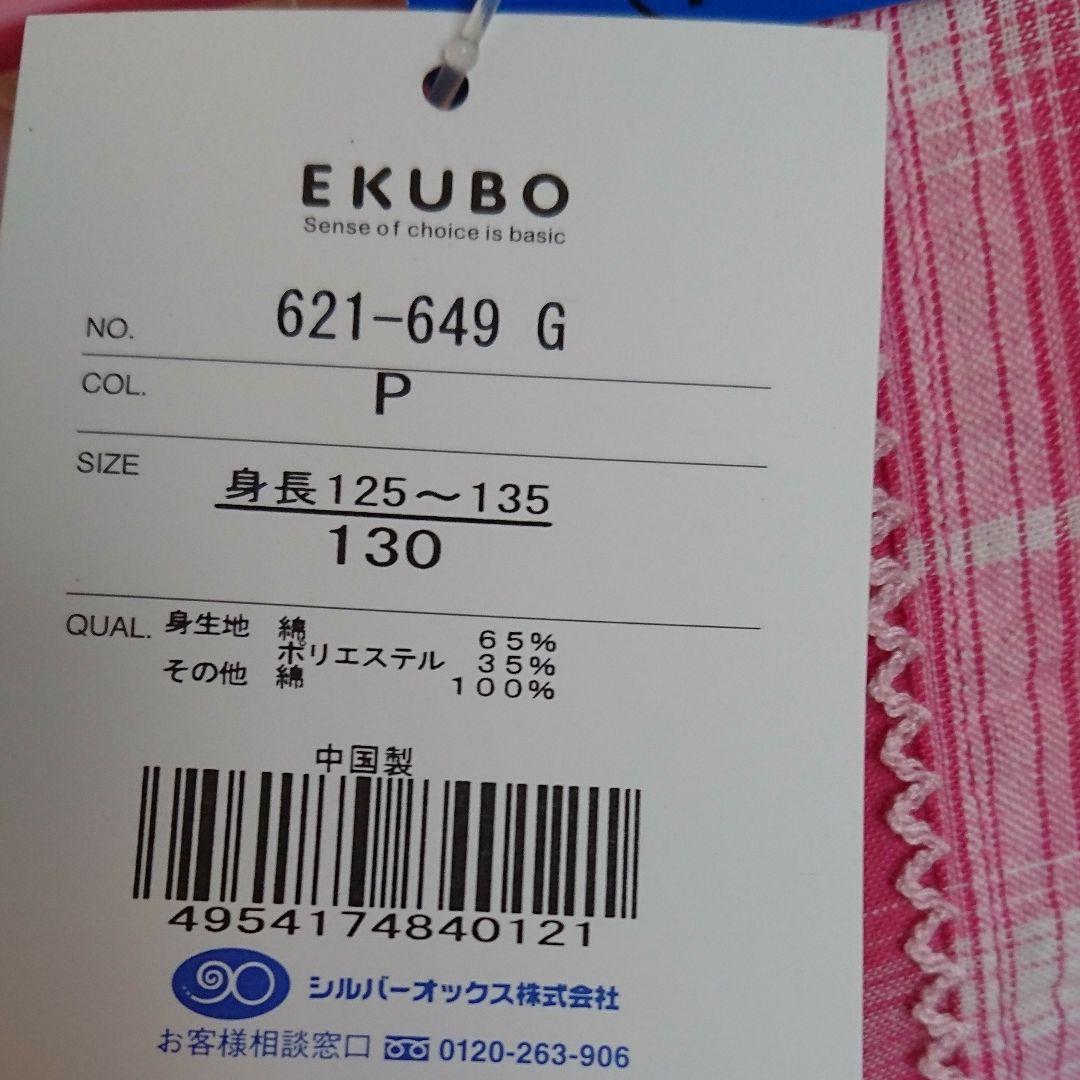 EKUBO
Sense of choice is basic
NO. 621-649 G
COL. P
SIZE 身長125～135
130
QUAL. 身生地 綿 65%
ポリエステル 35%
その他 綿 100%
中国製
4954174840121
シルバーオックス株式会社
お客様相談窓口 0120-263-906